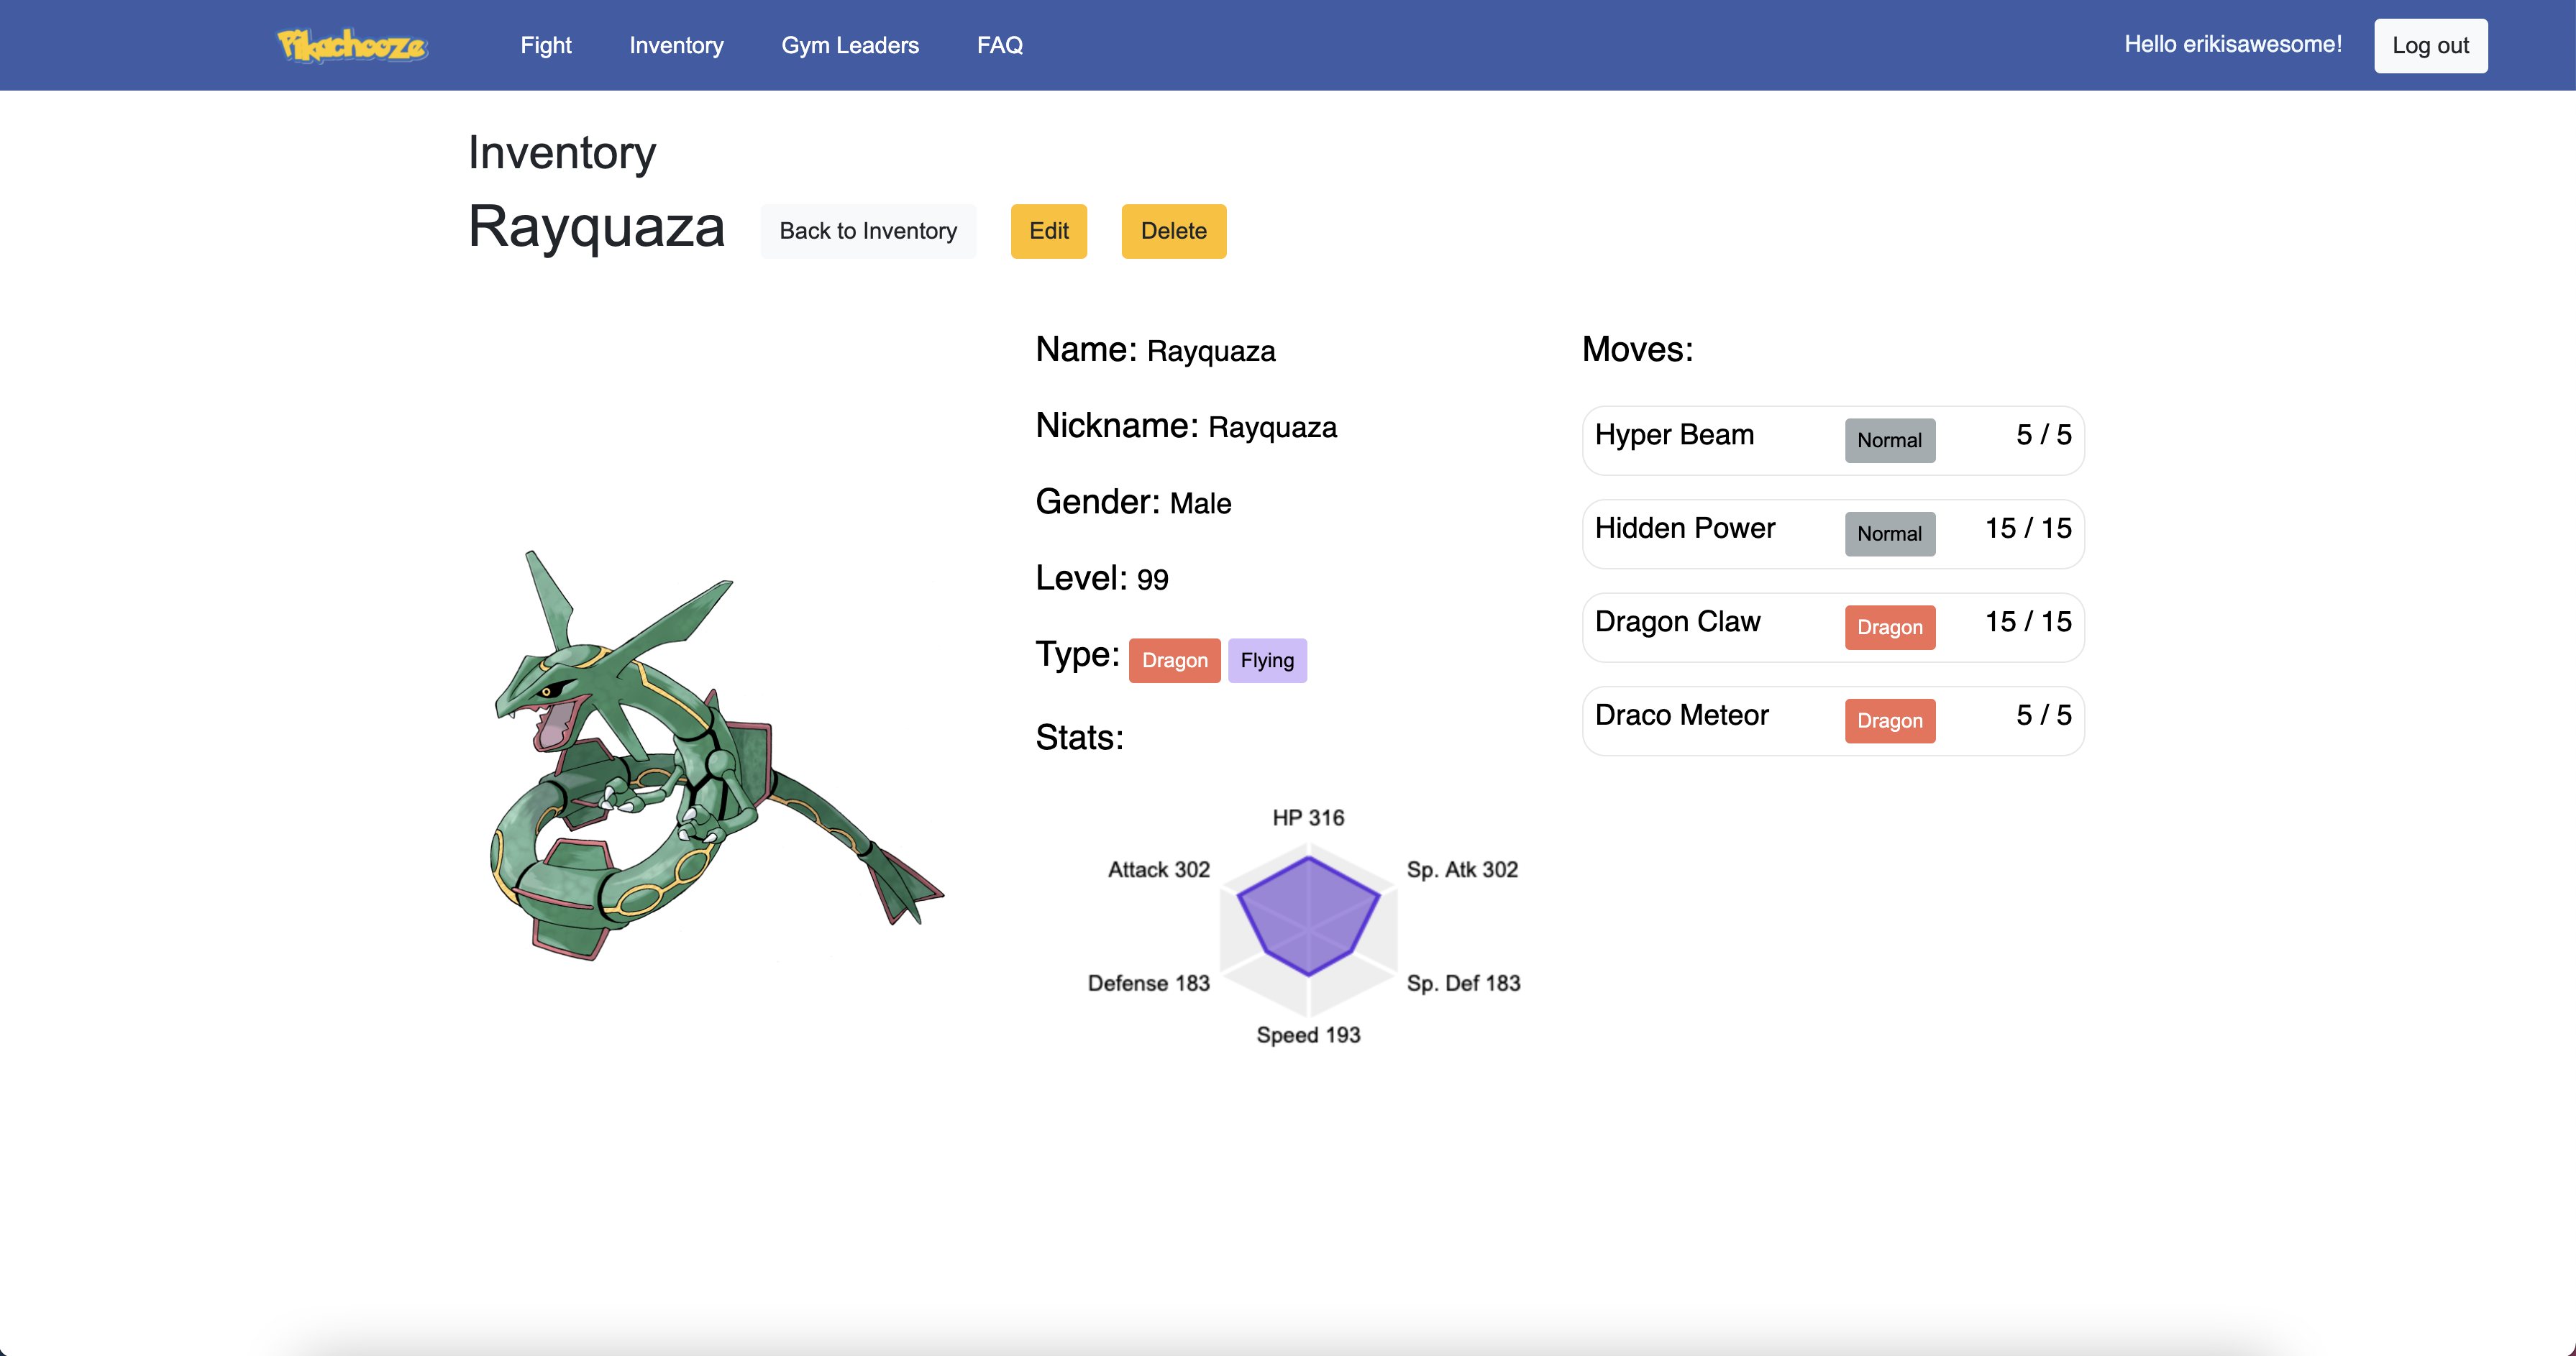 Pikachooze Fight Inventory Gym Leaders FAQ Hello erikisawesome! Log out
Inventory
Rayquaza Back to Inventory Edit Delete
Name: Rayquaza
Nickname: Rayquaza
Gender: Male
Level: 99
Type: Dragon Flying
Stats:
HP 316
Attack 302 Sp. Atk 302
Defense 183 Sp. Def 183
Speed 193
Moves:
Hyper Beam Normal 5 / 5
Hidden Power Normal 15 / 15
Dragon Claw Dragon 15 / 15
Draco Meteor Dragon 5 / 5